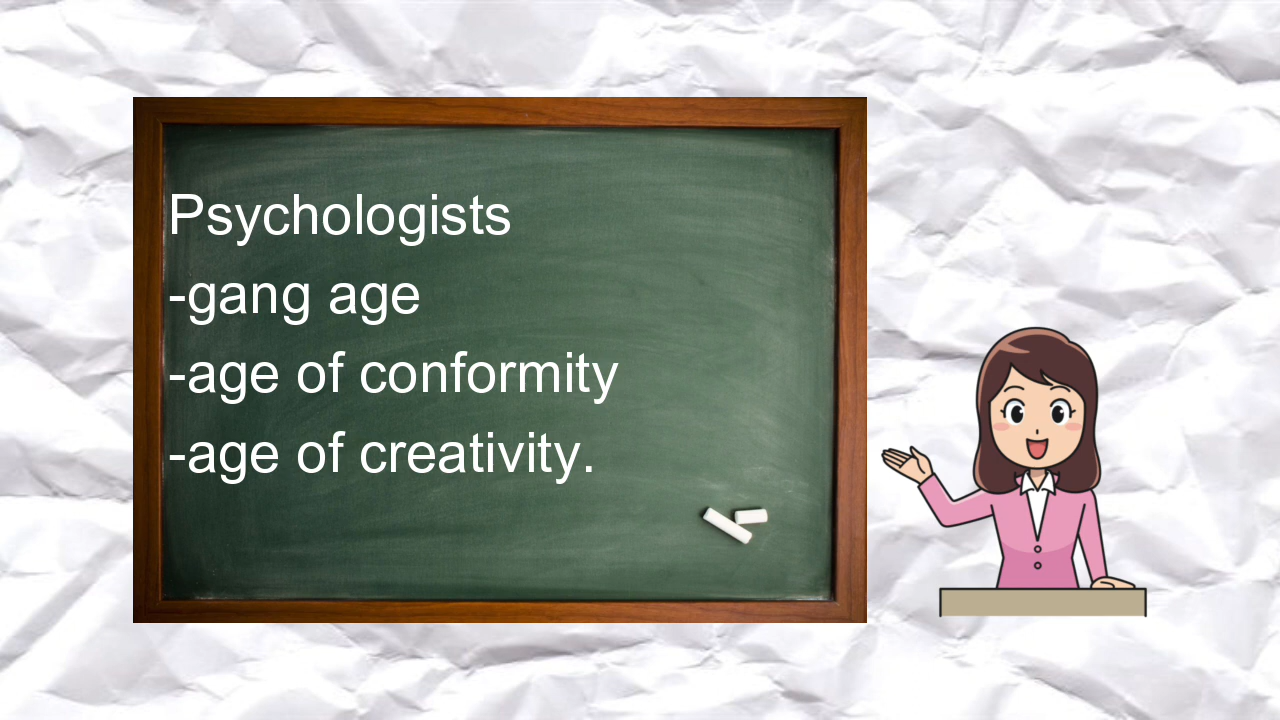 Psychologists
-gang age
-age of conformity
-age of creativity.